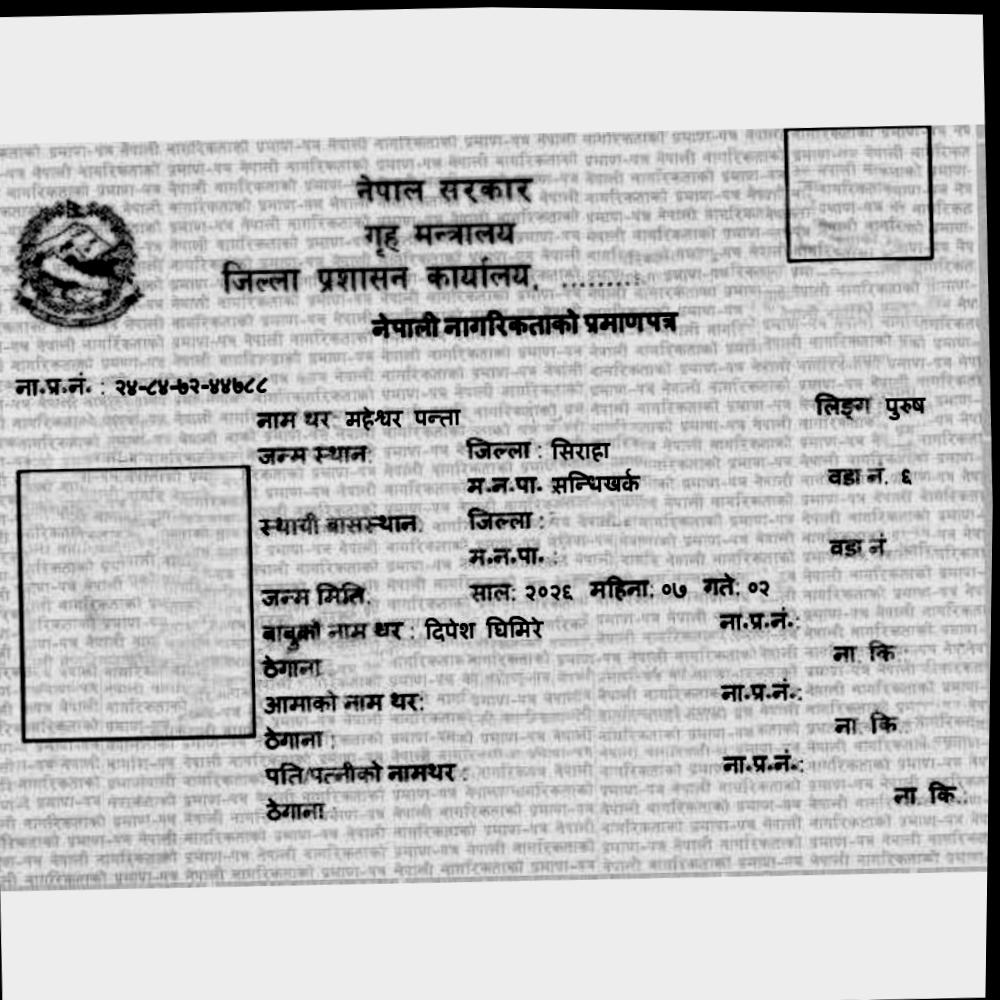 नेपाल सरकार
गृह मन्त्रालय
जिल्ला प्रशासन कार्यालय, .........
नेपाली नागरिकताको प्रमाणपत्र
ना.प्र.नं. : २४-८४-७२-४४७८८
नाम थर महेश्वर पन्ता लिङ्ग पुरुष
जन्म स्थान: जिल्ला : सिराहा
म.न.पा. सन्धिखर्क वडा नं. ६
स्थायी बासस्थान: जिल्ला :
म.न.पा. : वडा नं
जन्म मिति: साल: २०२६ महिना: ०७ गते: ०२
बाबुको नाम थर : दिपेश घिमिरे ना.प्र.नं.:
ठेगाना ना. कि.:
आमाको नाम थर: ना.प्र.नं.:
ठेगाना : ना. कि.:
पति/पत्नीको नामथर : ना.प्र.नं.:
ठेगाना ना. कि.: